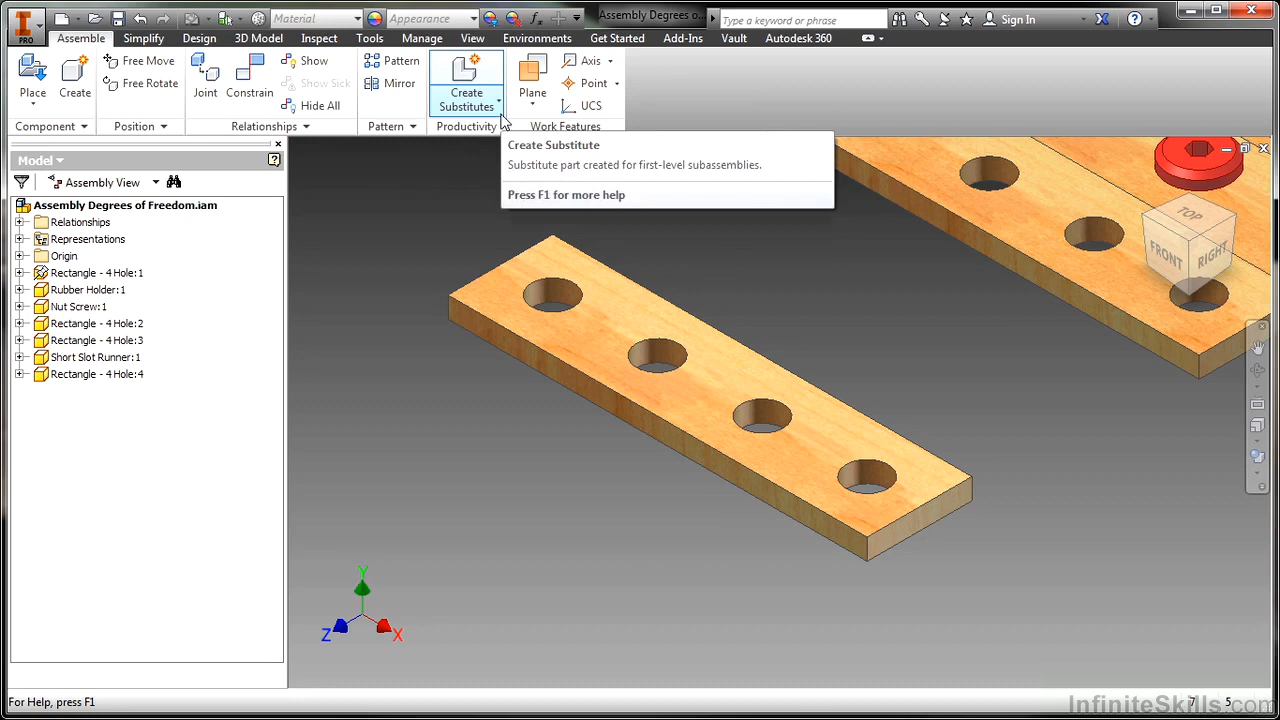 PRO
Material
Appearance
Assembly Degrees o...
Type a keyword or phrase
Sign In
Assemble
Simplify
Design
3D Model
Inspect
Tools
Manage
View
Environments
Get Started
Add-Ins
Vault
Autodesk 360
Place
Create
Free Move
Free Rotate
Joint
Constrain
Show
Show Sick
Hide All
Pattern
Mirror
Create
Substitutes
Plane
Axis
Point
UCS
Component
Position
Relationships
Pattern
Productivity
Work Features
Create Substitute
Substitute part created for first-level subassemblies.
Press F1 for more help
Model
Assembly View
Assembly Degrees of Freedom.iam
Relationships
Representations
Origin
Rectangle - 4 Hole:1
Rubber Holder:1
Nut Screw:1
Rectangle - 4 Hole:2
Rectangle - 4 Hole:3
Short Slot Runner:1
Rectangle - 4 Hole:4
TOP
FRONT
RIGHT
Y
Z
X
For Help, press F1
7
5
InfiniteSkills.com